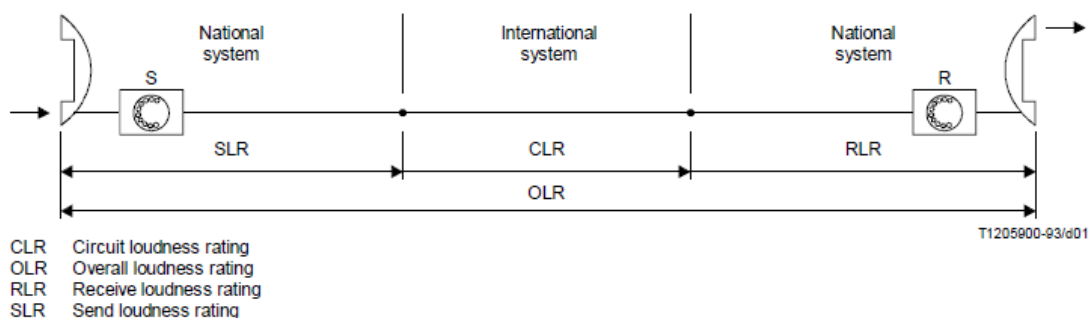 National
system
International
system
National
system
S
R
SLR
CLR
RLR
OLR
T1205900-93/d01
CLR Circuit loudness rating
OLR Overall loudness rating
RLR Receive loudness rating
SLR Send loudness rating